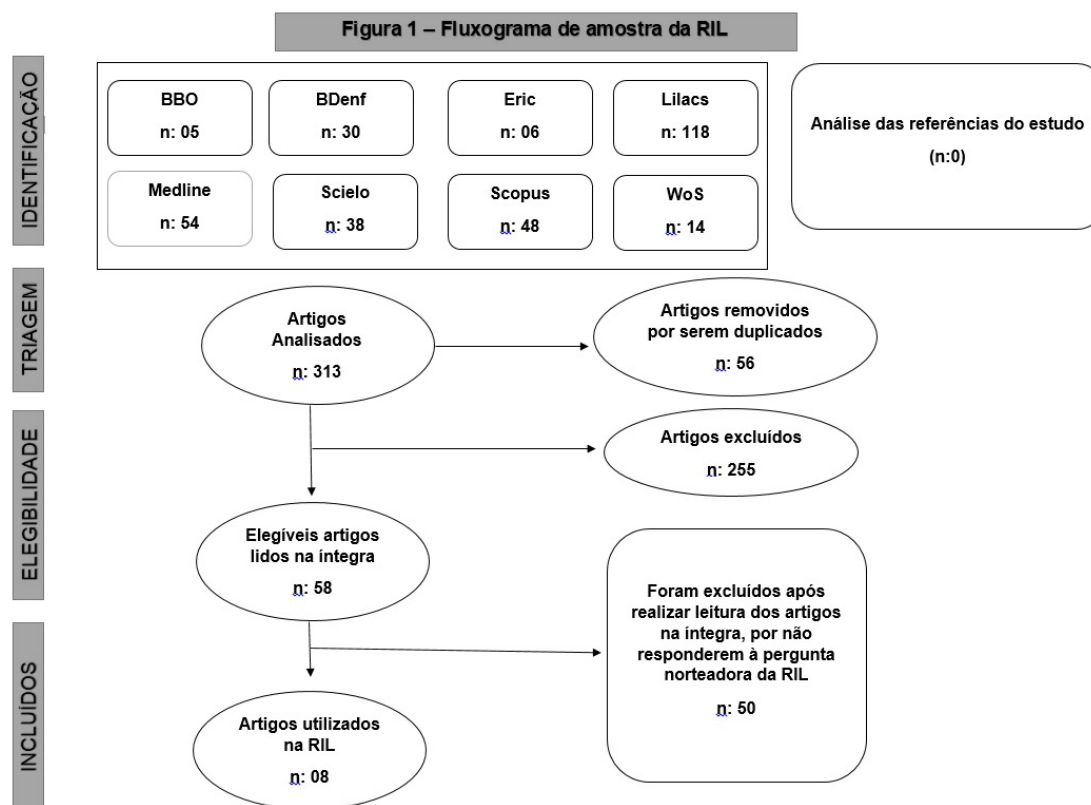 Figura 1 – Fluxograma de amostra da RIL
IDENTIFICAÇÃO
BBO
n: 05
BDenf
n: 30
Eric
n: 06
Lilacs
n: 118
Medline
n: 54
Scielo
n: 38
Scopus
n: 48
WoS
n: 14
Análise das referências do estudo
(n:0)
TRIAGEM
Artigos
Analisados
n: 313
Artigos removidos
por serem duplicados
n: 56
ELEGIBILIDADE
Artigos excluídos
n: 255
Elegíveis artigos
lidos na íntegra
n: 58
Foram excluídos após
realizar leitura dos artigos
na íntegra, por não
responderem à pergunta
norteadora da RIL
n: 50
INCLUÍDOS
Artigos utilizados
na RIL
n: 08